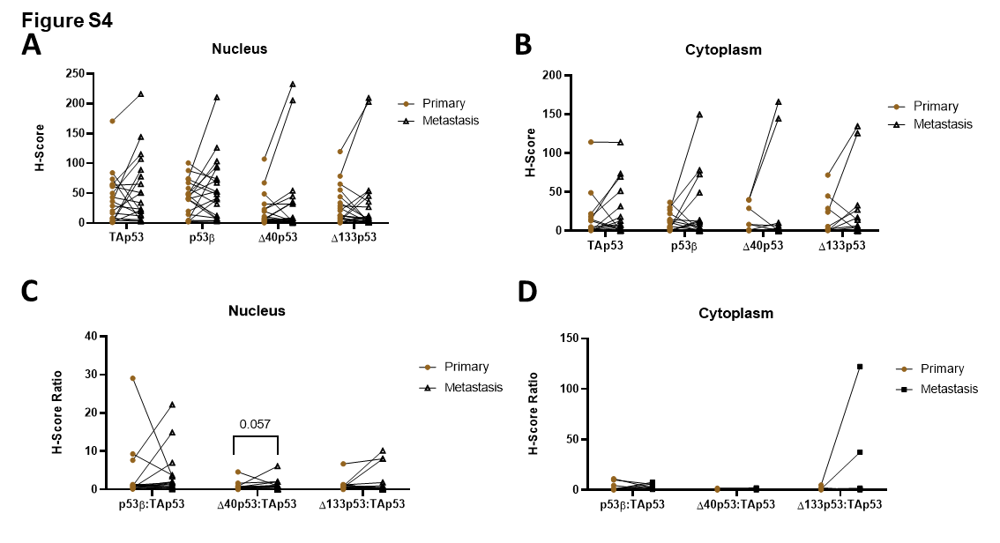 Figure S4
A
Nucleus
250
200
150
100
50
0
H-Score
TAp53
p53β
Δ40p53
Δ133p53
Primary
Metastasis
B
Cytoplasm
200
150
100
50
0
H-Score
TAp53
p53β
Δ40p53
Δ133p53
Primary
Metastasis
C
Nucleus
40
30
20
10
0
H-Score Ratio
0.057
p53β:TAp53
Δ40p53:TAp53
Δ133p53:TAp53
Primary
Metastasis
D
Cytoplasm
150
100
50
0
H-Score Ratio
p53β:TAp53
Δ40p53:TAp53
Δ133p53:TAp53
Primary
Metastasis